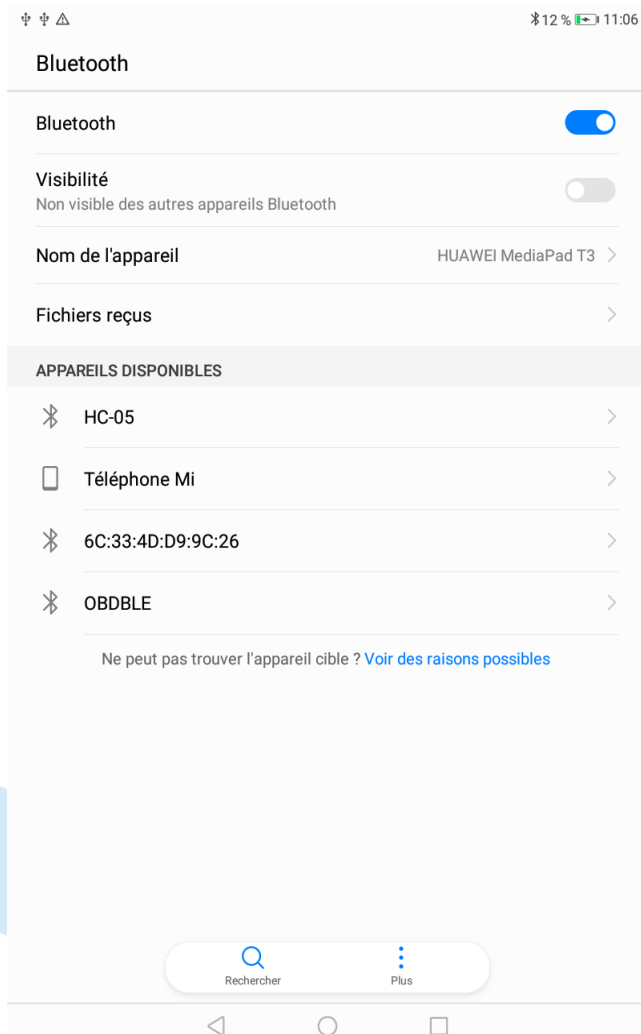 12 % 11:06
Bluetooth
Bluetooth
Visibilité
Non visible des autres appareils Bluetooth
Nom de l'appareil HUAWEI MediaPad T3
Fichiers reçus
APPAREILS DISPONIBLES
HC-05
Téléphone Mi
6C:33:4D:D9:9C:26
OBDBLE
Ne peut pas trouver l'appareil cible ? Voir des raisons possibles
Rechercher Plus